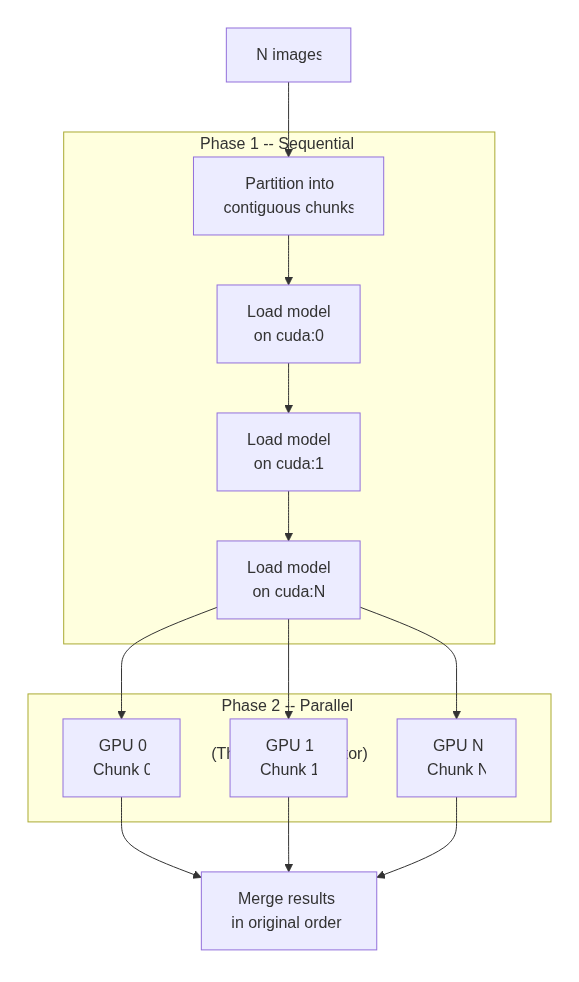 N images
Phase 1 -- Sequential
Partition into
contiguous chunks
Load model
on cuda:0
Load model
on cuda:1
Load model
on cuda:N
Phase 2 -- Parallel
GPU 0
Chunk 0
GPU 1
Chunk 1
GPU N
Chunk N
Merge results
in original order